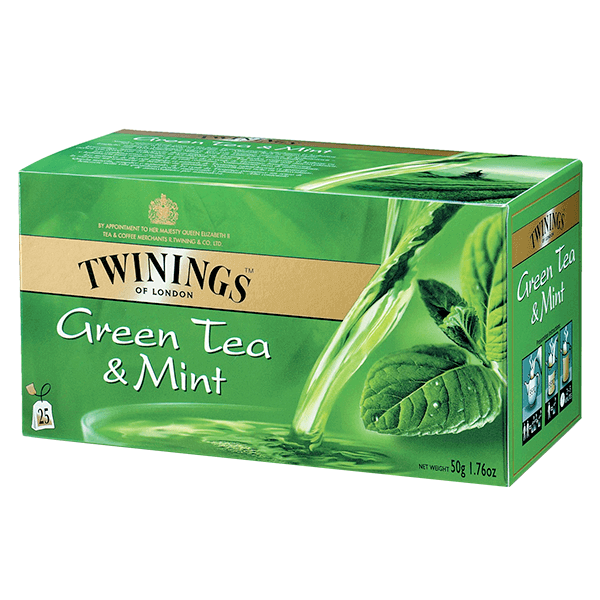 TWININGS
Green Tea & Mint
BY APPOINTMENT TO HER MAJESTY QUEEN ELIZABETH II
TEA & COFFEE MERCHANTS R.TWINING & CO. LTD
TWININGS™
OF LONDON
Green Tea
& Mint
25
NET WEIGHT 50g 1.76oz
Green Tea
& Mint